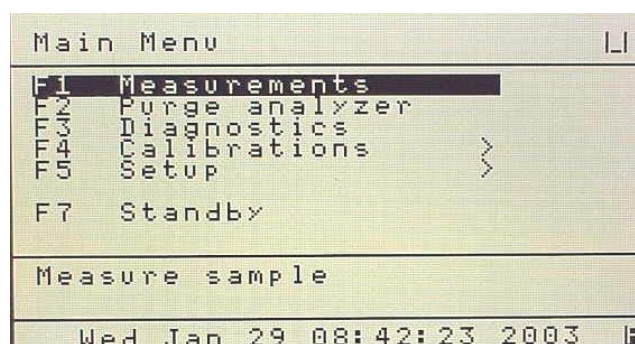 Main Menu
F1 Measurements
F2 Purge analyzer
F3 Diagnostics
F4 Calibrations >
F5 Setup >
F7 Standby
Measure sample
Wed Jan 29 08:42:23 2003